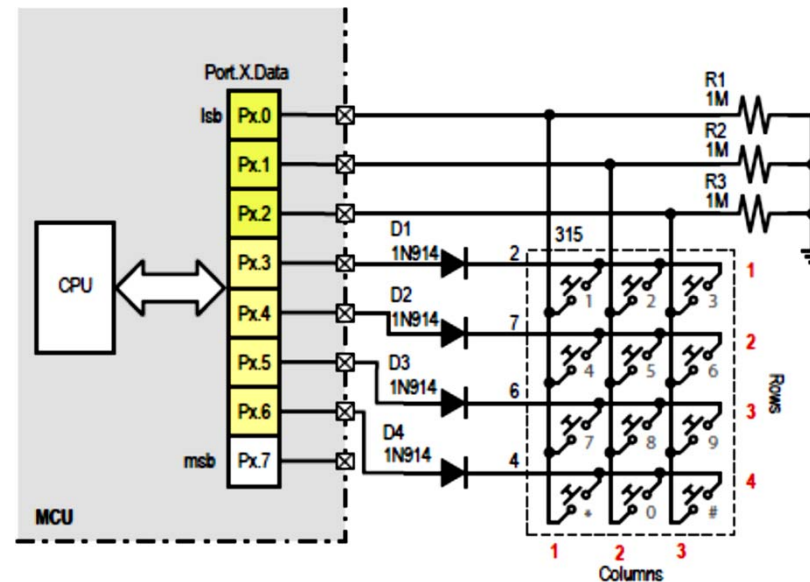 Port.X.Data
lsb Px.0
Px.1
Px.2
Px.3
Px.4
Px.5
Px.6
msb Px.7
CPU
MCU
R1
1M
R2
1M
R3
1M
D1
1N914
D2
1N914
D3
1N914
D4
1N914
315
2
7
6
4
1 2 3
4 5 6
7 8 9
* 0 #
1
2
3
4
Rows
1 2 3
Columns